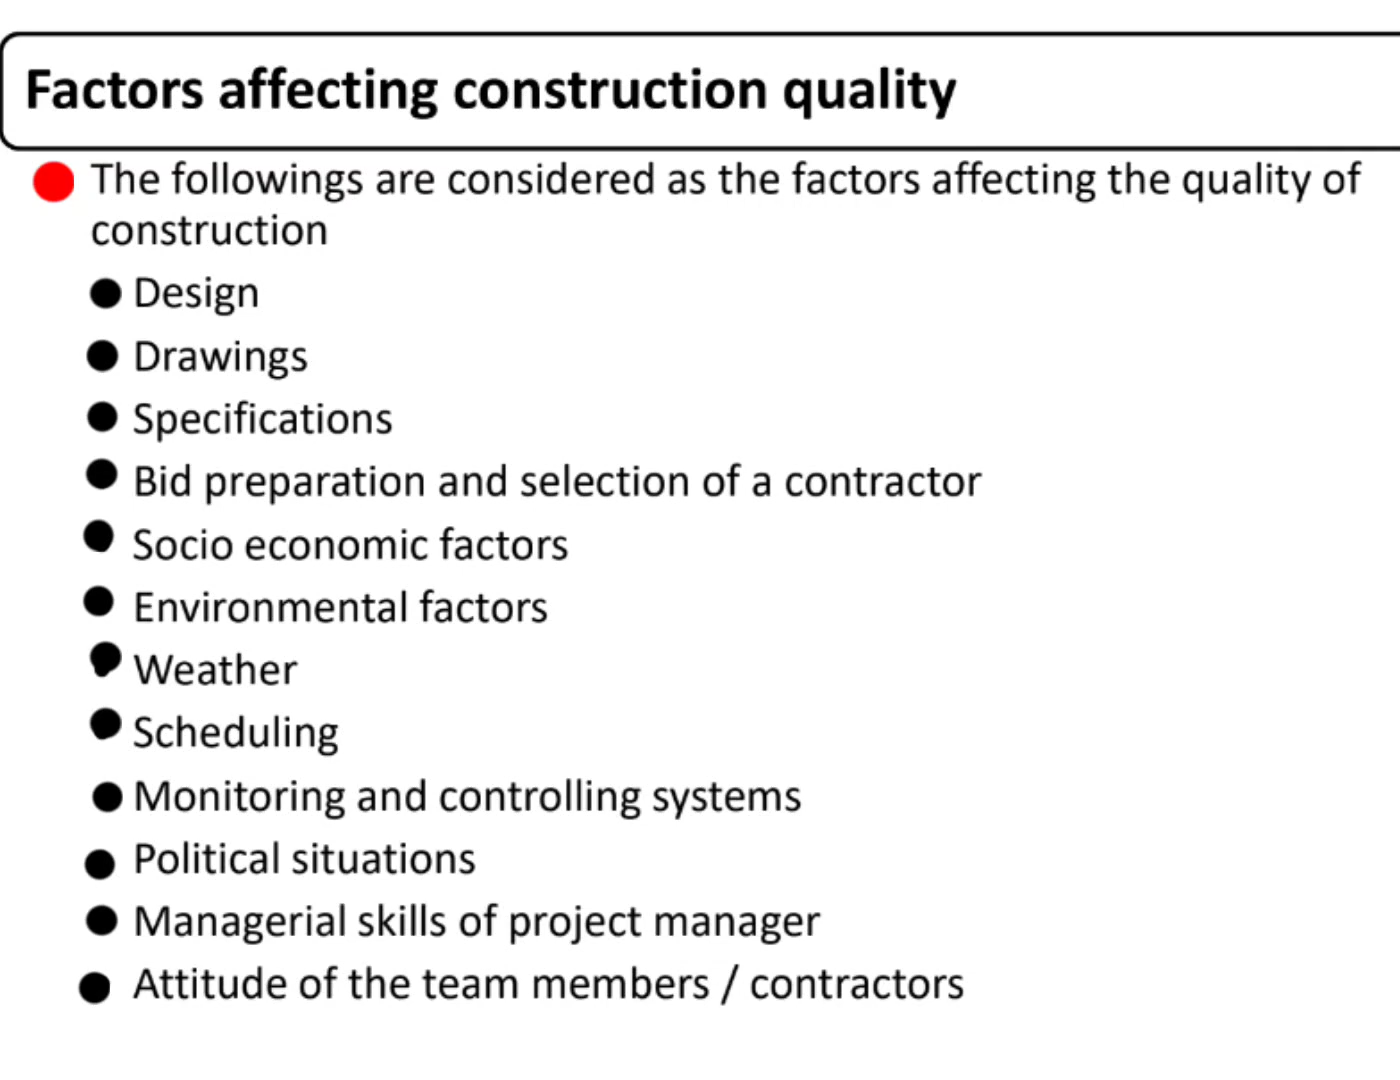 Factors affecting construction quality
The followings are considered as the factors affecting the quality of
construction
Design
Drawings
Specifications
Bid preparation and selection of a contractor
Socio economic factors
Environmental factors
Weather
Scheduling
Monitoring and controlling systems
Political situations
Managerial skills of project manager
Attitude of the team members / contractors